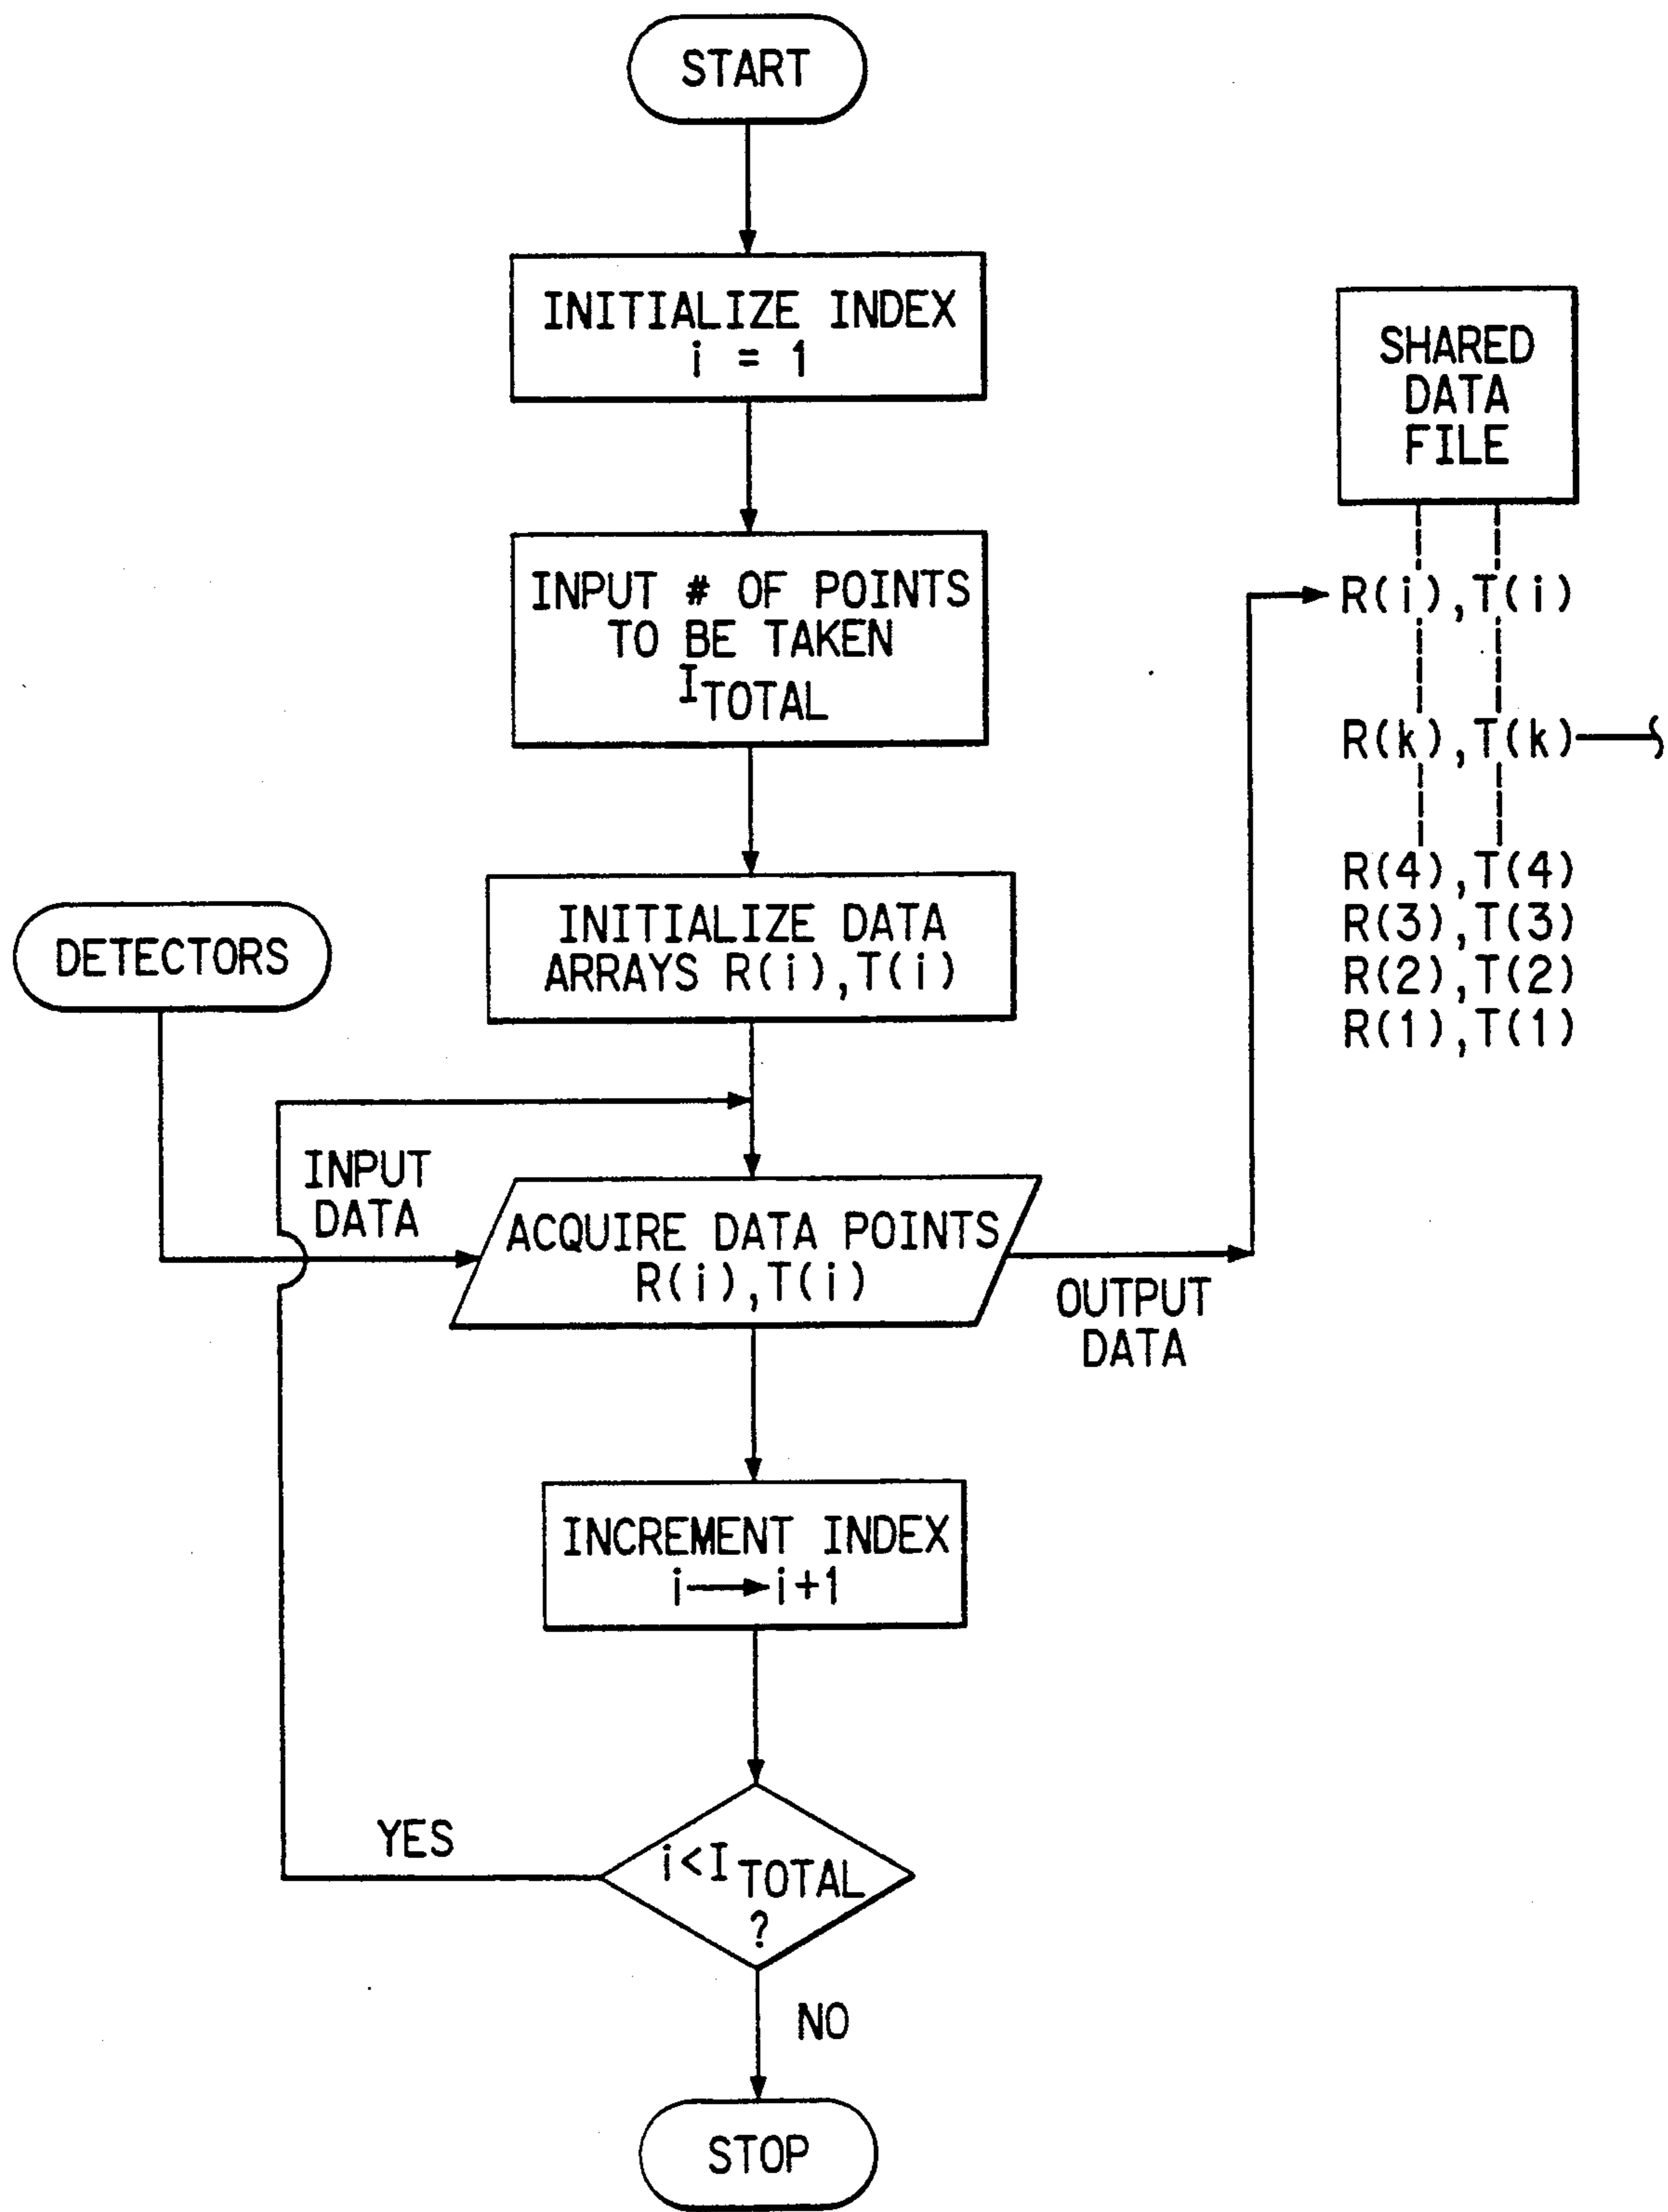 START
INITIALIZE INDEX
i = 1
INPUT # OF POINTS
TO BE TAKEN
I TOTAL
INITIALIZE DATA
ARRAYS R(i),T(i)
DETECTORS
INPUT
DATA
ACQUIRE DATA POINTS
R(i),T(i)
OUTPUT
DATA
INCREMENT INDEX
i→i+1
YES
i<I TOTAL
?
NO
STOP
SHARED
DATA
FILE
R(i),T(i)
R(k),T(k)
R(4),T(4)
R(3),T(3)
R(2),T(2)
R(1),T(1)